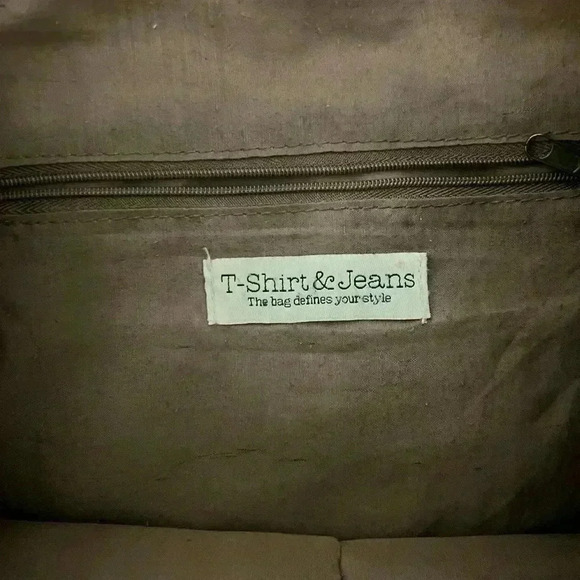 T-Shirt & Jeans
The bag defines your style